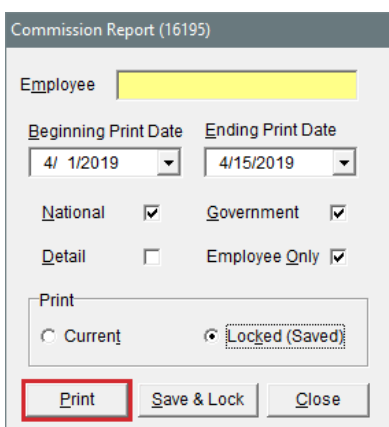 Commission Report (16195)
Employee
Beginning Print Date Ending Print Date
4/ 1/2019 4/15/2019
National Government
Detail Employee Only
Print
Current Locked (Saved)
Print Save & Lock Close